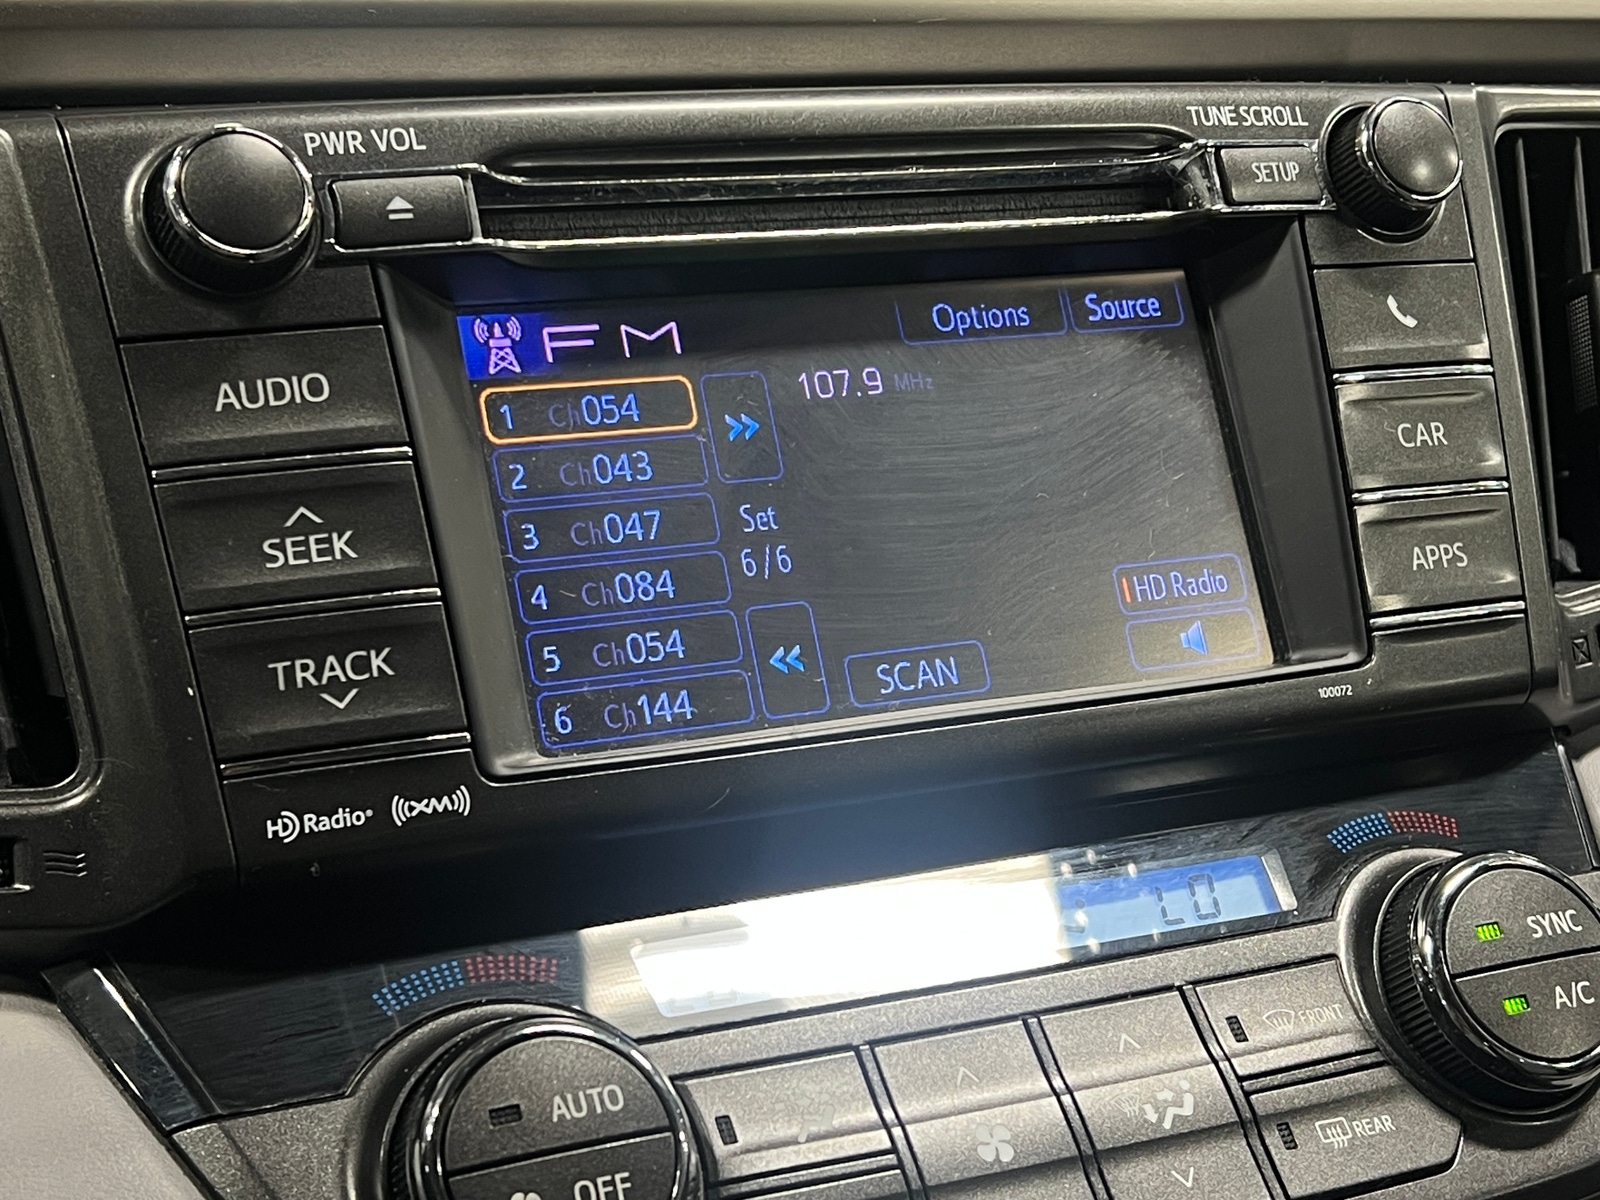 PWR VOL
TUNE SCROLL
SETUP
FM
Options
Source
AUDIO
1 Ch054
107.9 MHz
CAR
2 Ch043
SEEK
3 Ch047
Set
6/6
APPS
4 Ch084
HD Radio
TRACK
5 Ch054
SCAN
6 Ch144
100072
HD Radio®
((XM))
LO
SYNC
A/C
FRONT
AUTO
REAR
OFF